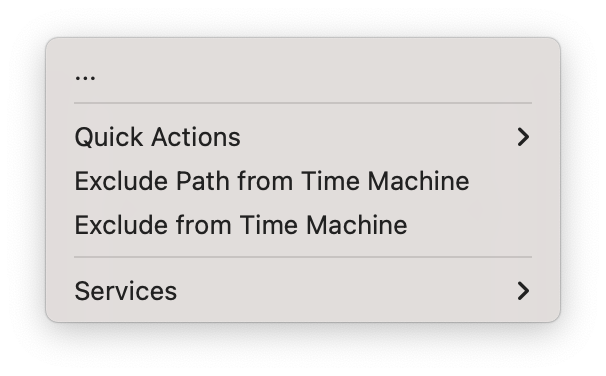 ...
Quick Actions
Exclude Path from Time Machine
Exclude from Time Machine
Services